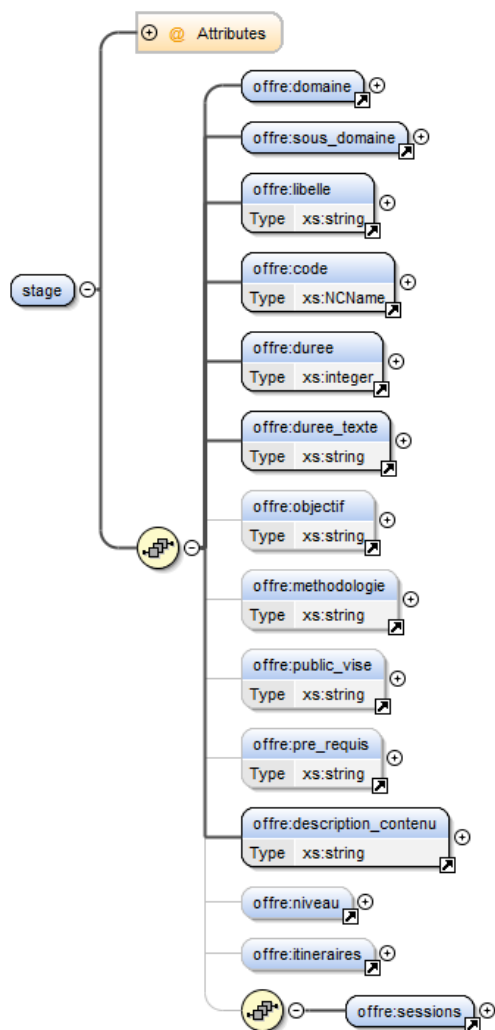 @ Attributes
offre:domaine
offre:sous_domaine
offre:libelle
Type xs:string
offre:code
Type xs:NCName
stage
offre:duree
Type xs:integer
offre:duree_texte
Type xs:string
offre:objectif
Type xs:string
offre:methodologie
Type xs:string
offre:public_vise
Type xs:string
offre:pre_requis
Type xs:string
offre:description_contenu
Type xs:string
offre:niveau
offre:itineraires
offre:sessions